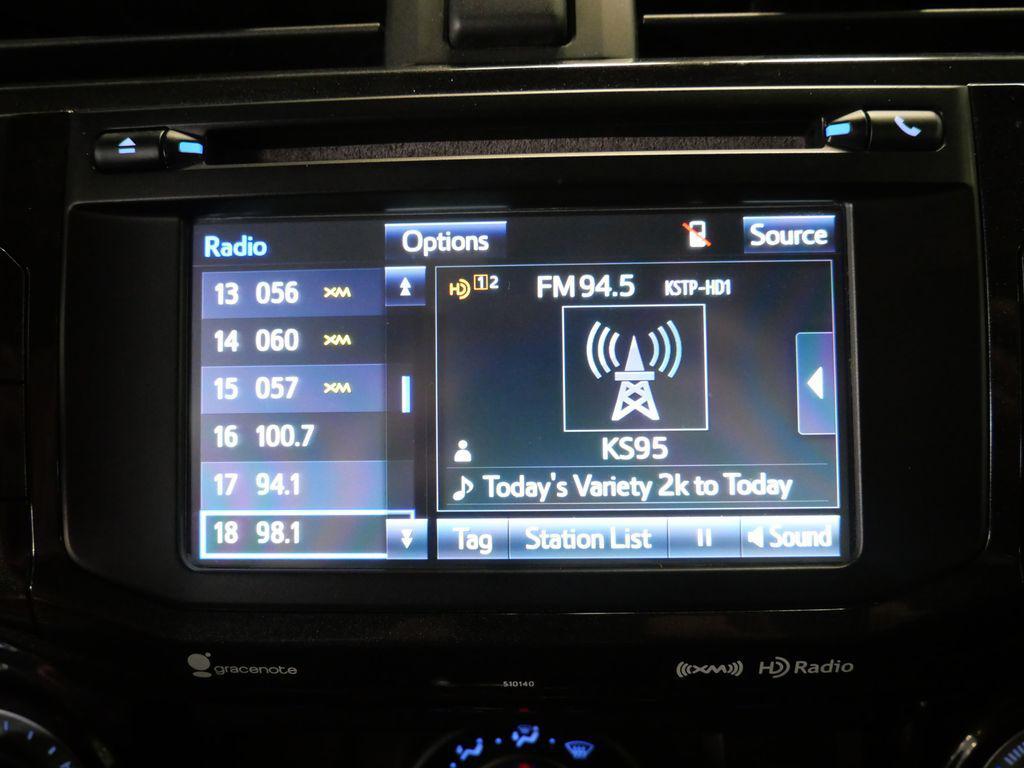 Radio
Options
Source
13 056 XM
14 060 XM
15 057 XM
16 100.7
17 94.1
18 98.1
HD 1 2
FM 94.5 KSTP-HD1
KS95
Today's Variety 2k to Today
Tag
Station List
Sound
gracenote
510140
((XM))
HD Radio